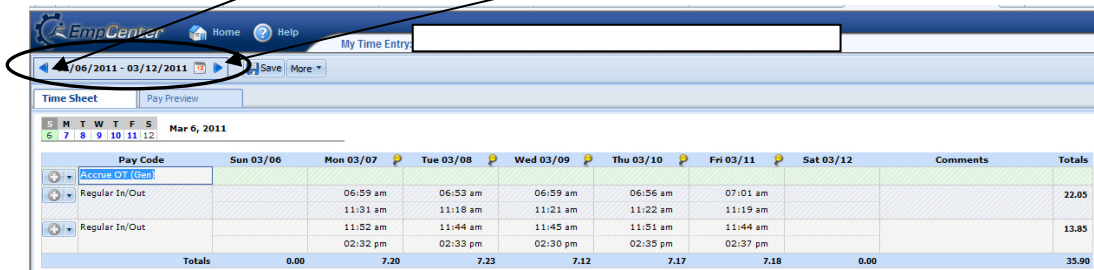 EmpCenter Home Help
My Time Entry:
/06/2011 - 03/12/2011 Save More
Time Sheet Pay Preview
S M T W T F S Mar 6, 2011
6 7 8 9 10 11 12
Pay Code Sun 03/06 Mon 03/07 Tue 03/08 Wed 03/09 Thu 03/10 Fri 03/11 Sat 03/12 Comments Totals
Accrue OT (Gen)
Regular In/Out 06:59 am 06:53 am 06:59 am 06:56 am 07:01 am 22.05
11:31 am 11:18 am 11:21 am 11:22 am 11:19 am
Regular In/Out 11:52 am 11:44 am 11:45 am 11:51 am 11:44 am 13.85
02:32 pm 02:33 pm 02:30 pm 02:35 pm 02:37 pm
Totals 0.00 7.20 7.23 7.12 7.17 7.18 0.00 35.90